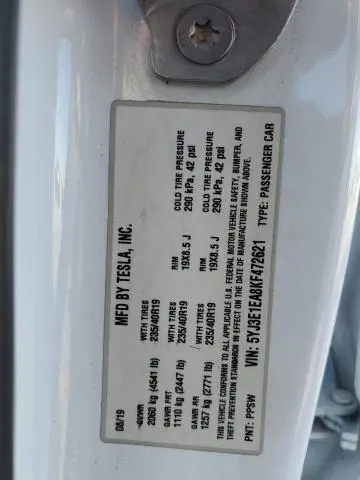 MFD BY TESLA, INC.
08/19
GVWR WITH TIRES RIM COLD TIRE PRESSURE
2060 kg (4541 lb) 235/40R19 19X8.5 J 290 kPa, 42 psi
GAWR FRT
1110 kg (2447 lb)
GAWR RR WITH TIRES RIM COLD TIRE PRESSURE
1257 kg (2771 lb) 235/40R19 19X8.5 J 290 kPa, 42 psi
THIS VEHICLE CONFORMS TO ALL APPLICABLE U.S. FEDERAL MOTOR VEHICLE SAFETY, BUMPER, AND
THEFT PREVENTION STANDARDS IN EFFECT ON THE DATE OF MANUFACTURE SHOWN ABOVE.
PNT: PPSW VIN: 5YJ3E1EA8KF472621 TYPE: PASSENGER CAR